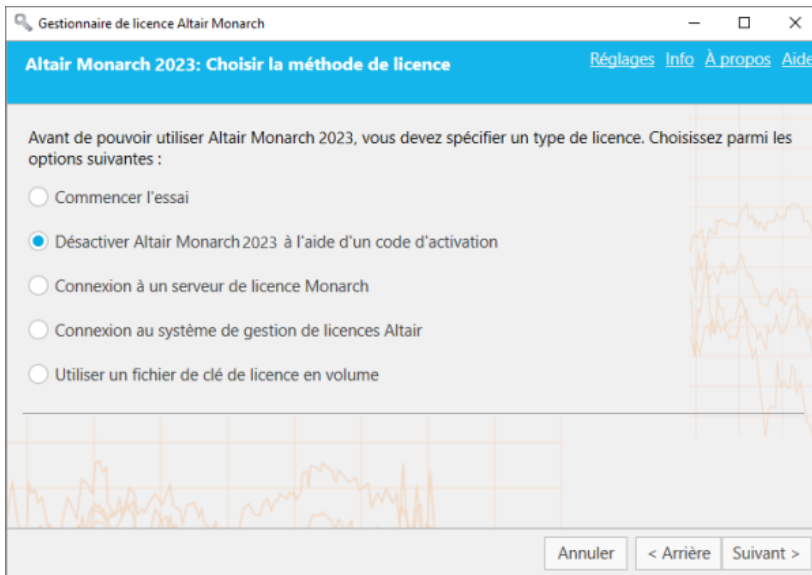 Gestionnaire de licence Altair Monarch
Altair Monarch 2023: Choisir la méthode de licence
Réglages Info À propos Aide
Avant de pouvoir utiliser Altair Monarch 2023, vous devez spécifier un type de licence. Choisissez parmi les
options suivantes :
Commencer l'essai
Désactiver Altair Monarch 2023 à l'aide d'un code d'activation
Connexion à un serveur de licence Monarch
Connexion au système de gestion de licences Altair
Utiliser un fichier de clé de licence en volume
Annuler < Arrière Suivant >